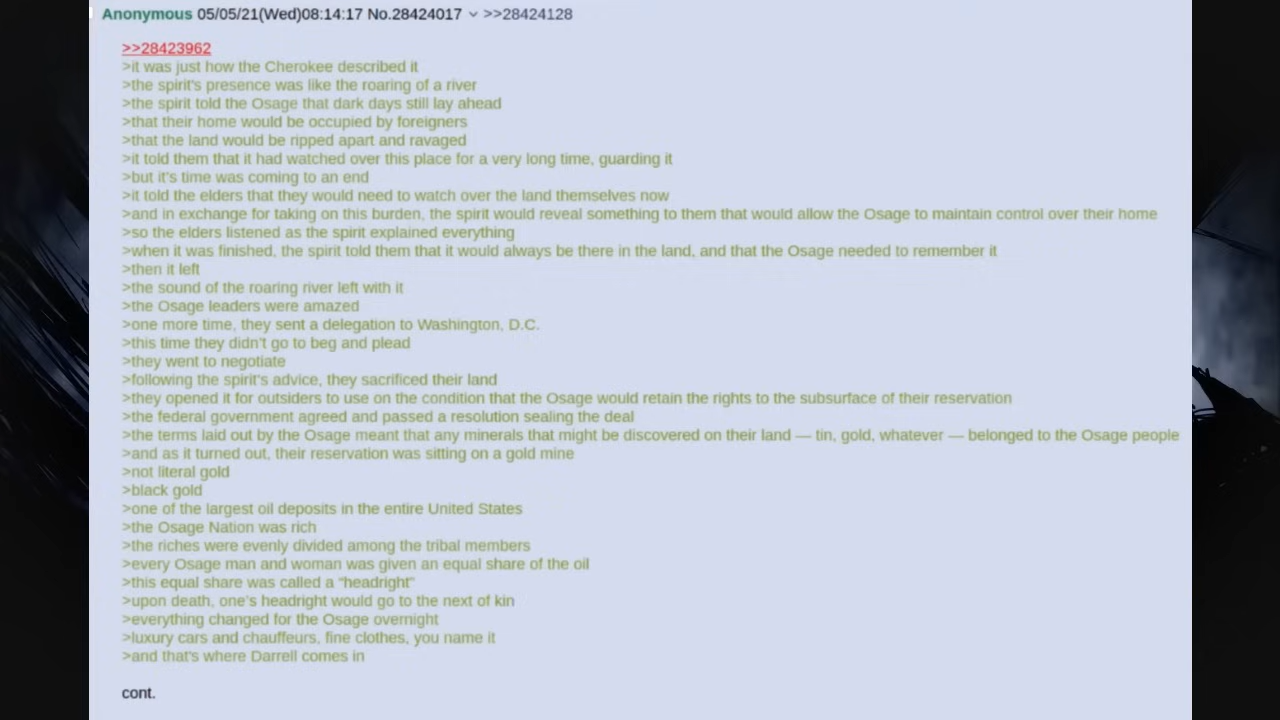 Anonymous 05/05/21(Wed)08:14:17 No.28424017 >>28424128
>>28423962
>it was just how the Cherokee described it
>the spirit's presence was like the roaring of a river
>the spirit told the Osage that dark days still lay ahead
>that their home would be occupied by foreigners
>that the land would be ripped apart and ravaged
>it told them that it had watched over this place for a very long time, guarding it
>but it's time was coming to an end
>it told the elders that they would need to watch over the land themselves now
>and in exchange for taking on this burden, the spirit would reveal something to them that would allow the Osage to maintain control over their home
>so the elders listened as the spirit explained everything
>when it was finished, the spirit told them that it would always be there in the land, and that the Osage needed to remember it
>then it left
>the sound of the roaring river left with it
>the Osage leaders were amazed
>one more time, they sent a delegation to Washington, D.C.
>this time they didn't go to beg and plead
>they went to negotiate
>following the spirit's advice, they sacrificed their land
>they opened it for outsiders to use on the condition that the Osage would retain the rights to the subsurface of their reservation
>the federal government agreed and passed a resolution sealing the deal
>the terms laid out by the Osage meant that any minerals that might be discovered on their land — tin, gold, whatever — belonged to the Osage people
>and as it turned out, their reservation was sitting on a gold mine
>not literal gold
>black gold
>one of the largest oil deposits in the entire United States
>the Osage Nation was rich
>the riches were evenly divided among the tribal members
>every Osage man and woman was given an equal share of the oil
>this equal share was called a "headright"
>upon death, one's headright would go to the next of kin
>everything changed for the Osage overnight
>luxury cars and chauffeurs, fine clothes, you name it
>and that's where Darrell comes in
cont.